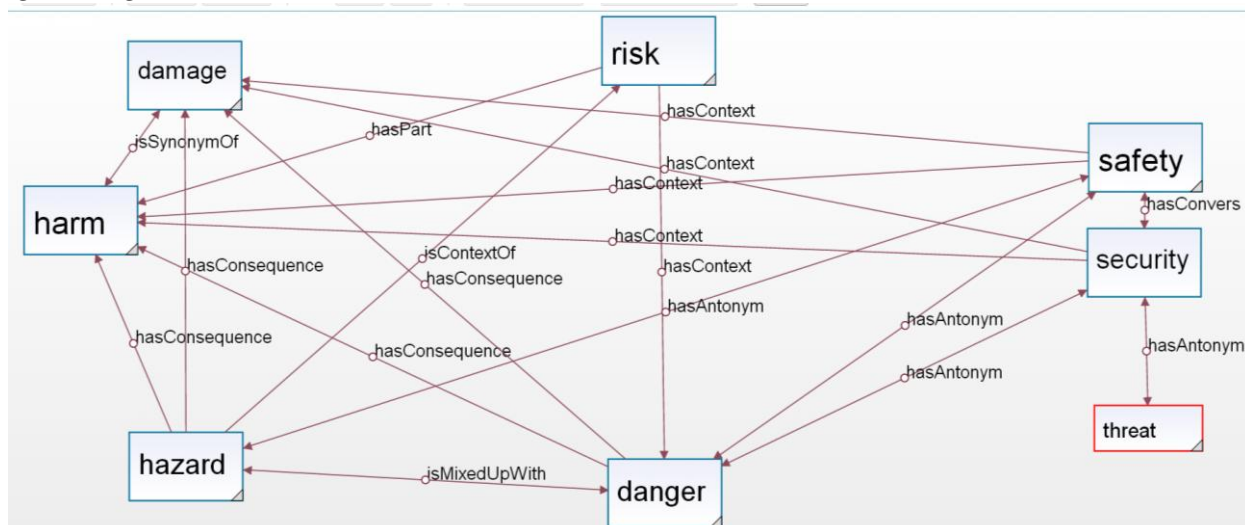 risk
damage
hasContext
hasPart
isSynonymOf
hasContext
safety
hasContext
hasConvers
harm
hasContext
isContextOf
security
hasConsequence
hasContext
hasConsequence
hasAntonym
hasAntonym
hasConsequence
hasConsequence
hasAntonym
hasAntonym
threat
hazard
isMixedUpWith
danger